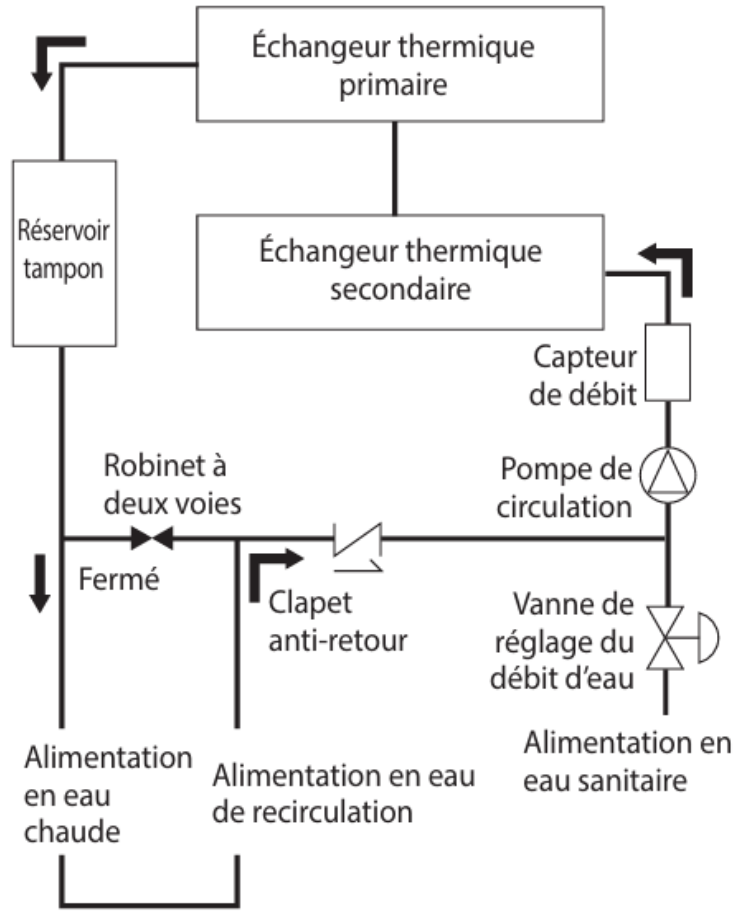 Échangeur thermique
primaire
Réservoir
tampon
Échangeur thermique
secondaire
Capteur
de débit
Robinet à
deux voies
Pompe de
circulation
Fermé
Clapet
anti-retour
Vanne de
réglage du
débit d’eau
Alimentation
en eau
chaude
Alimentation en eau
de recirculation
Alimentation en
eau sanitaire